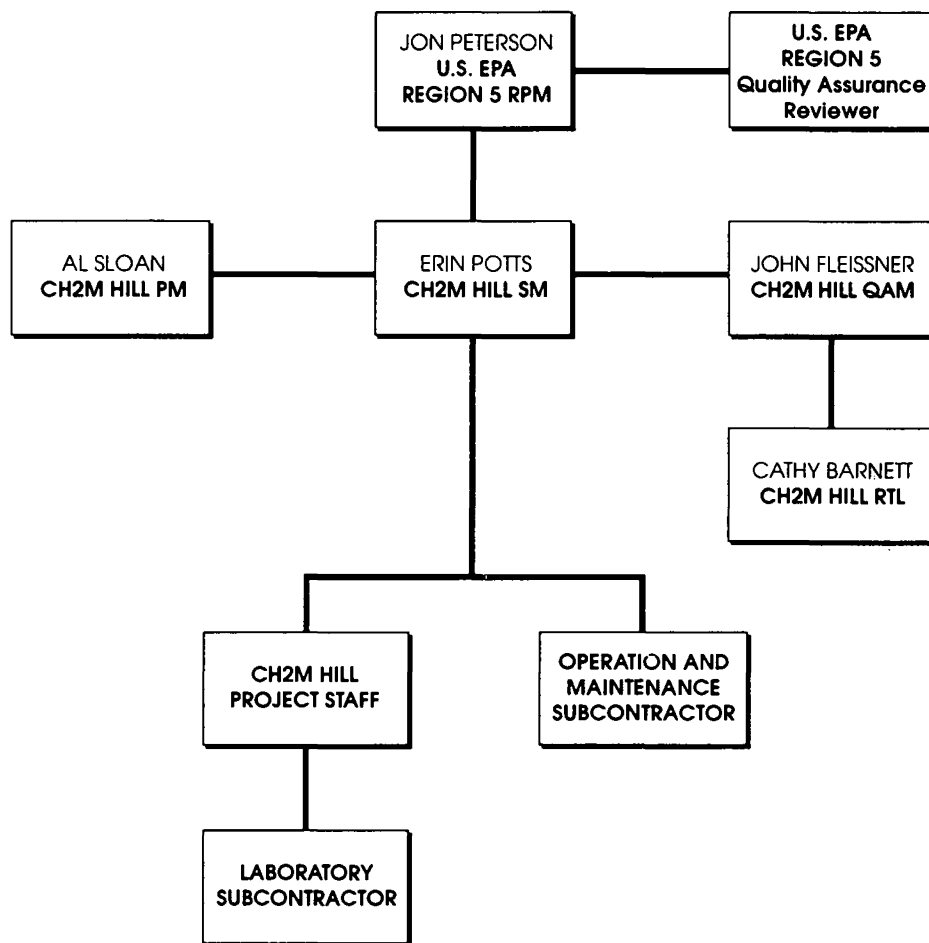 JON PETERSON
U.S. EPA
REGION 5 RPM
U.S. EPA
REGION 5
Quality Assurance
Reviewer
AL SLOAN
CH2M HILL PM
ERIN POTTS
CH2M HILL SM
JOHN FLEISSNER
CH2M HILL QAM
CATHY BARNETT
CH2M HILL RTL
CH2M HILL
PROJECT STAFF
OPERATION AND
MAINTENANCE
SUBCONTRACTOR
LABORATORY
SUBCONTRACTOR